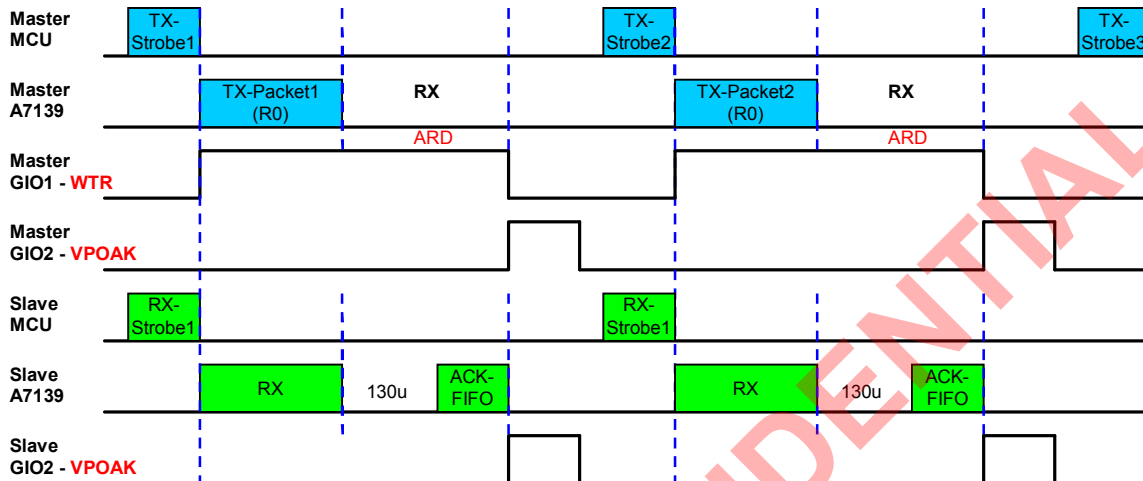 Master
MCU
TX-
Strobe1
TX-
Strobe2
TX-
Strobe3
Master
A7139
TX-Packet1
(R0)
RX
TX-Packet2
(R0)
RX
ARD
ARD
Master
GIO1 - WTR
Master
GIO2 - VPOAK
Slave
MCU
RX-
Strobe1
RX-
Strobe1
Slave
A7139
RX
130u
ACK-
FIFO
RX
130u
ACK-
FIFO
Slave
GIO2 - VPOAK
IDENTIAL